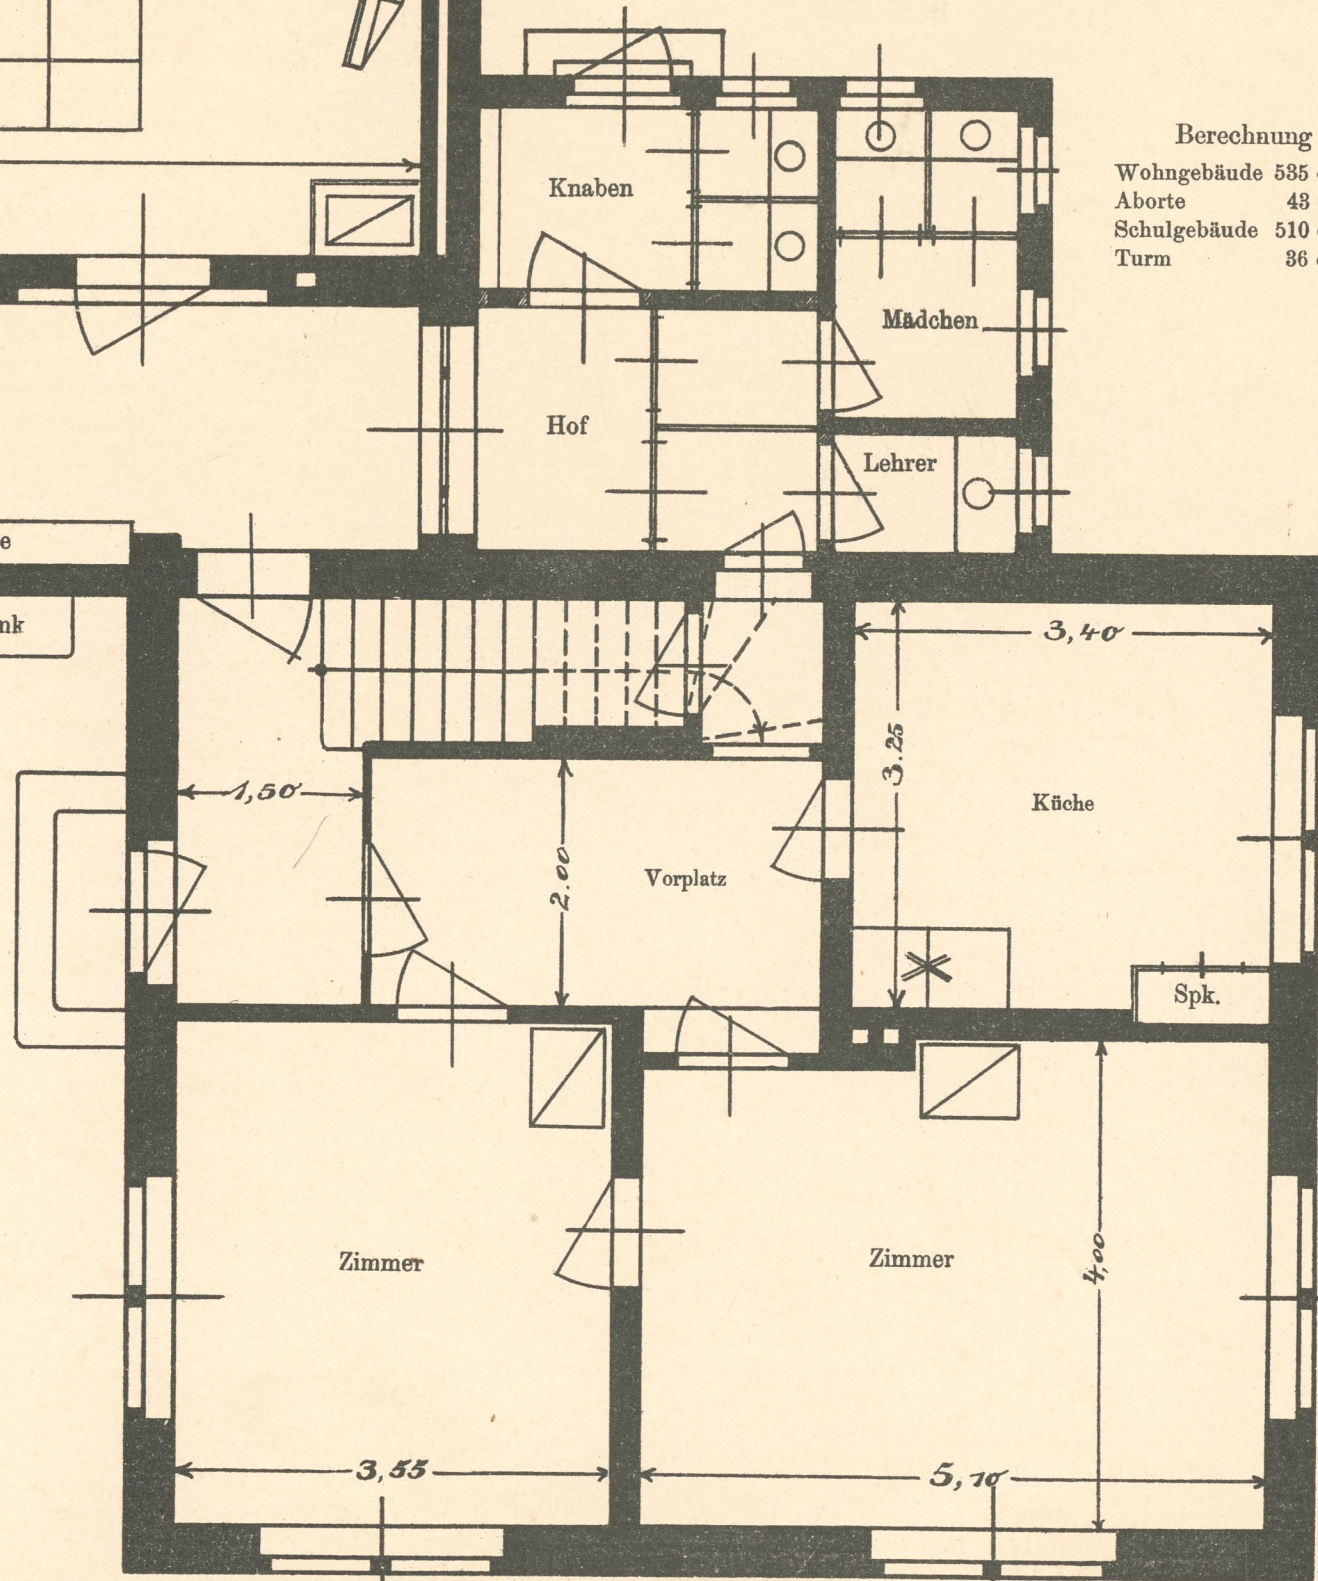 Berechnung
Wohngebäude 535
Aborte 43
Schulgebäude 510
Turm 36
Knaben
Mädchen
Hof
Lehrer
e
nk
3,40
3.25
1,50
Küche
2.00
Vorplatz
Spk.
Zimmer
Zimmer
4,00
3,55
5,10